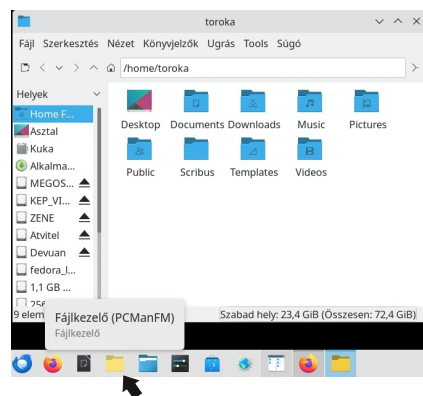 toroka
Fájl Szerkesztés Nézet Könyvjelzők Ugrás Tools Súgó
/home/toroka
Helyek
Home F...
Asztal
Kuka
Alkalma...
MEGOS...
KEP_VI...
ZENE
Atvitel
Devuan
fedora_l...
1,1 GB ...
Desktop Documents Downloads Music Pictures
Public Scribus Templates Videos
9 elem
Szabad hely: 23,4 GiB (Összesen: 72,4 GiB)
Fájlkezelő (PCManFM)
Fájlkezelő